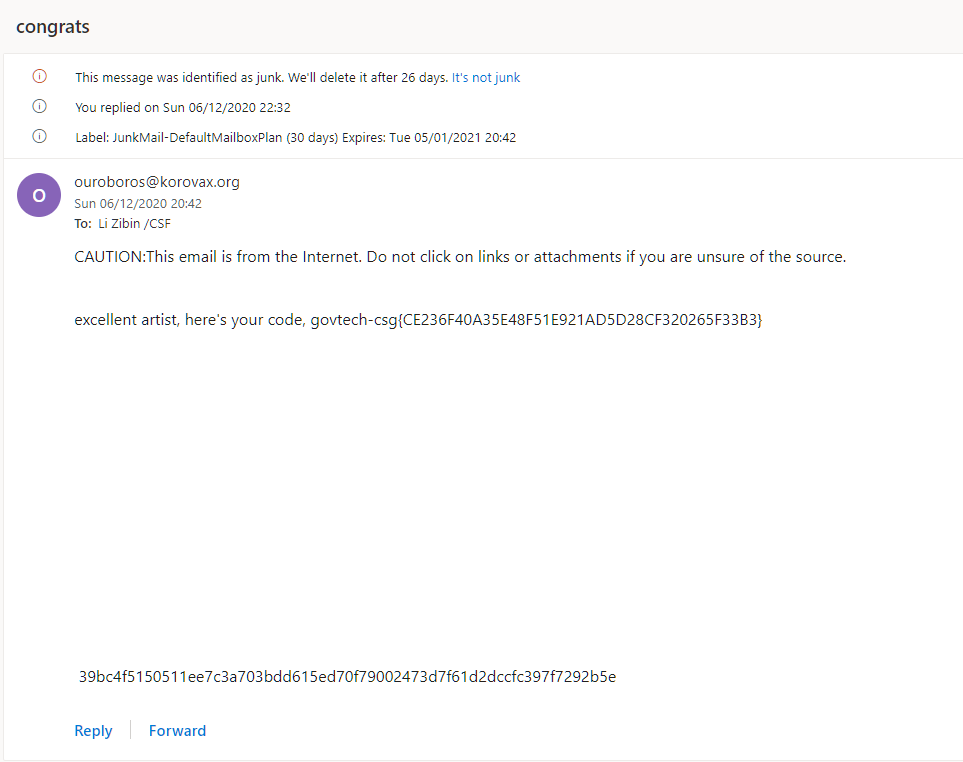 congrats
This message was identified as junk. We'll delete it after 26 days. It's not junk
You replied on Sun 06/12/2020 22:32
Label: JunkMail-DefaultMailboxPlan (30 days) Expires: Tue 05/01/2021 20:42
O
ouroboros@korovax.org
Sun 06/12/2020 20:42
To: Li Zibin /CSF
CAUTION:This email is from the Internet. Do not click on links or attachments if you are unsure of the source.
excellent artist, here's your code, govtech-csg{CE236F40A35E48F51E921AD5D28CF320265F33B3}
39bc4f5150511ee7c3a703bdd615ed70f79002473d7f61d2dccfc397f7292b5e
Reply
Forward